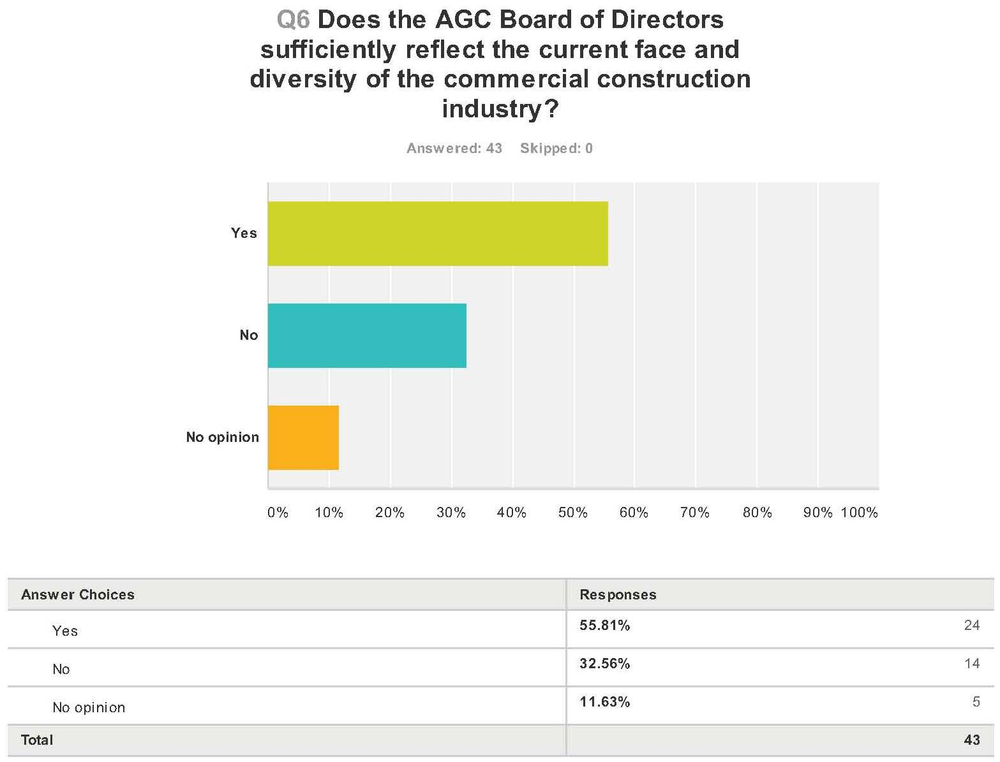 Q6 Does the AGC Board of Directors
sufficiently reflect the current face and
diversity of the commercial construction
industry?
Answered: 43 Skipped: 0
Yes
No
No opinion
0% 10% 20% 30% 40% 50% 60% 70% 80% 90% 100%
Answer Choices Responses
Yes 55.81% 24
No 32.56% 14
No opinion 11.63% 5
Total 43